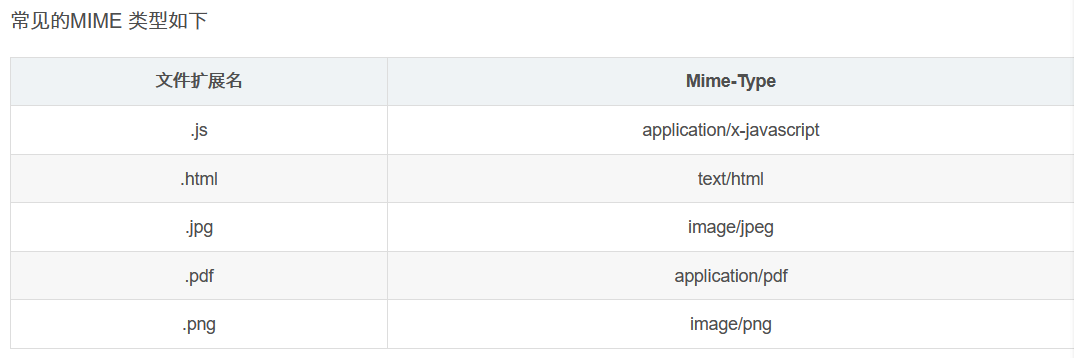 常见的MIME 类型如下
文件扩展名 Mime-Type
.js application/x-javascript
.html text/html
.jpg image/jpeg
.pdf application/pdf
.png image/png